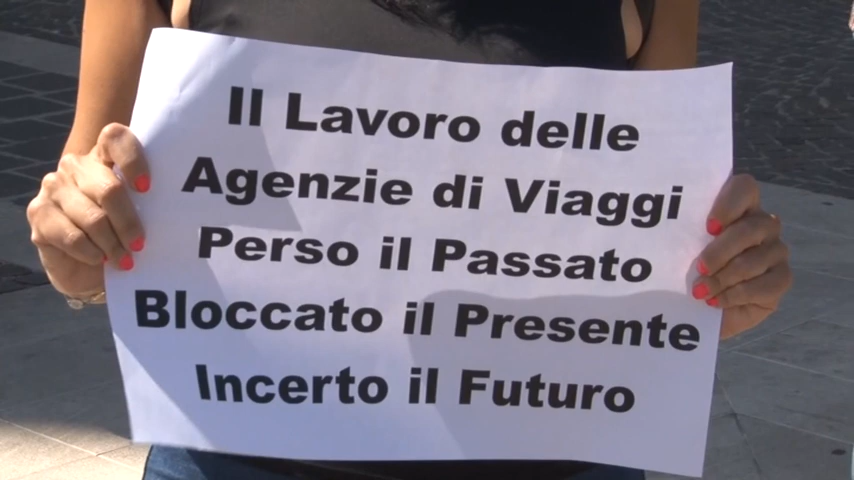 Il Lavoro delle
Agenzie di Viaggi
Perso il Passato
Bloccato il Presente
Incerto il Futuro